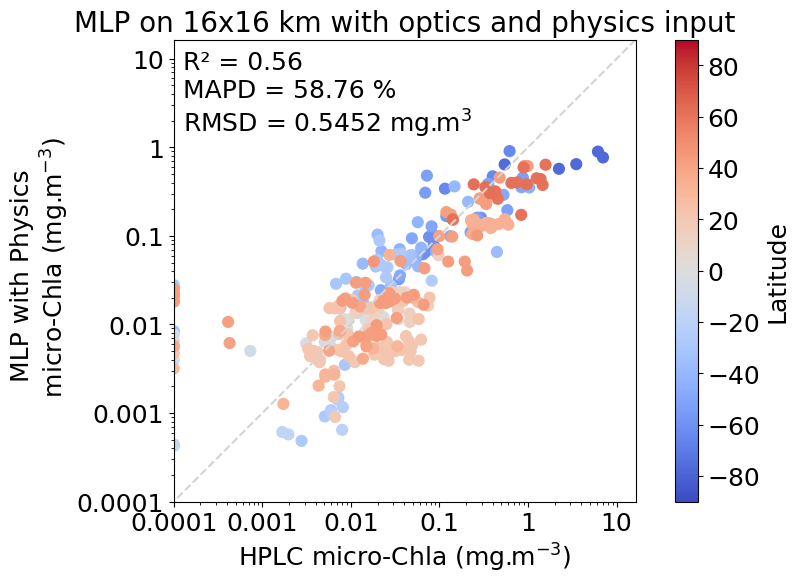 MLP on 16x16 km with optics and physics input
R² = 0.56
MAPD = 58.76 %
RMSD = 0.5452 mg.m³
MLP with Physics
micro-Chla (mg.m⁻³)
10
1
0.1
0.01
0.001
0.0001
0.0001 0.001 0.01 0.1 1 10
HPLC micro-Chla (mg.m⁻³)
80
60
40
20
0
−20
−40
−60
−80
Latitude